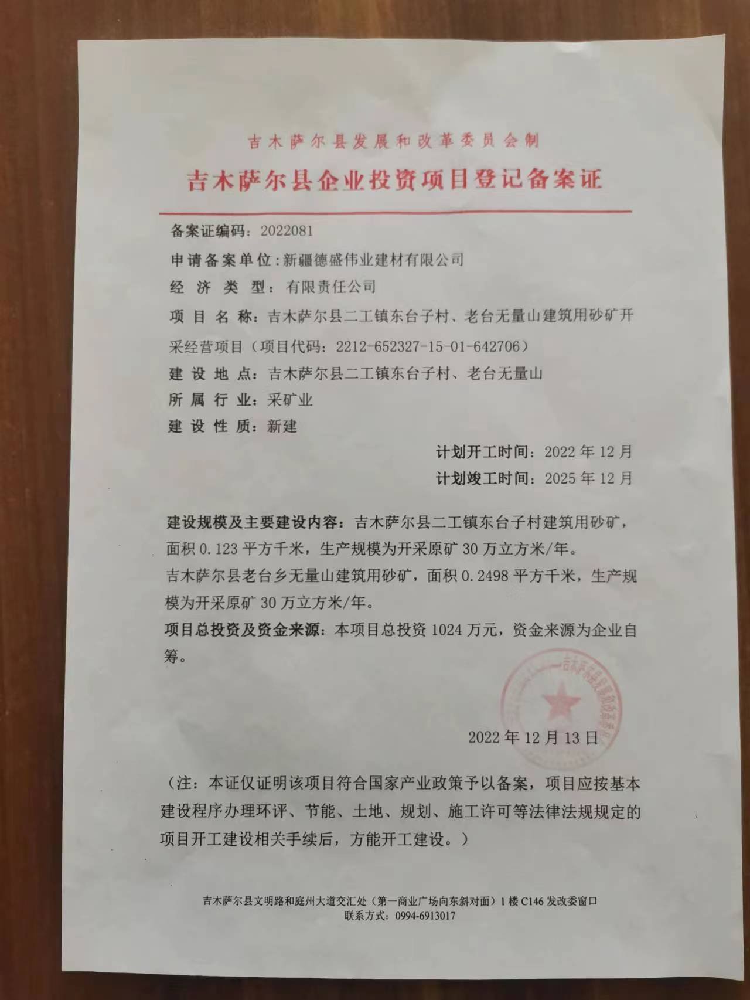 吉木萨尔县发展和改革委员会制
吉木萨尔县企业投资项目登记备案证
备案证编码：2022081
申请备案单位:新疆德盛伟业建材有限公司
经济类型：有限责任公司
项目名称：吉木萨尔县二工镇东台子村、老台无量山建筑用砂矿开
采经营项目（项目代码：2212-652327-15-01-642706）
建设地点：吉木萨尔县二工镇东台子村、老台无量山
所属行业：采矿业
建设性质：新建
计划开工时间：2022 年 12 月
计划竣工时间：2025 年 12 月
建设规模及主要建设内容：吉木萨尔县二工镇东台子村建筑用砂矿，
面积 0.123 平方千米，生产规模为开采原矿 30 万立方米/年。
吉木萨尔县老台乡无量山建筑用砂矿，面积 0.2498 平方千米，生产规
模为开采原矿 30 万立方米/年。
项目总投资及资金来源：本项目总投资 1024 万元，资金来源为企业自
筹。
吉木萨尔县发展和改革委员
2022 年 12 月 13 日
（注：本证仅证明该项目符合国家产业政策予以备案，项目应按基本
建设程序办理环评、节能、土地、规划、施工许可等法律法规规定的
项目开工建设相关手续后，方能开工建设。）
吉木萨尔县文明路和庭州大道交汇处（第一商业广场向东斜对面）1 楼 C146 发改委窗口
联系方式：0994-6913017